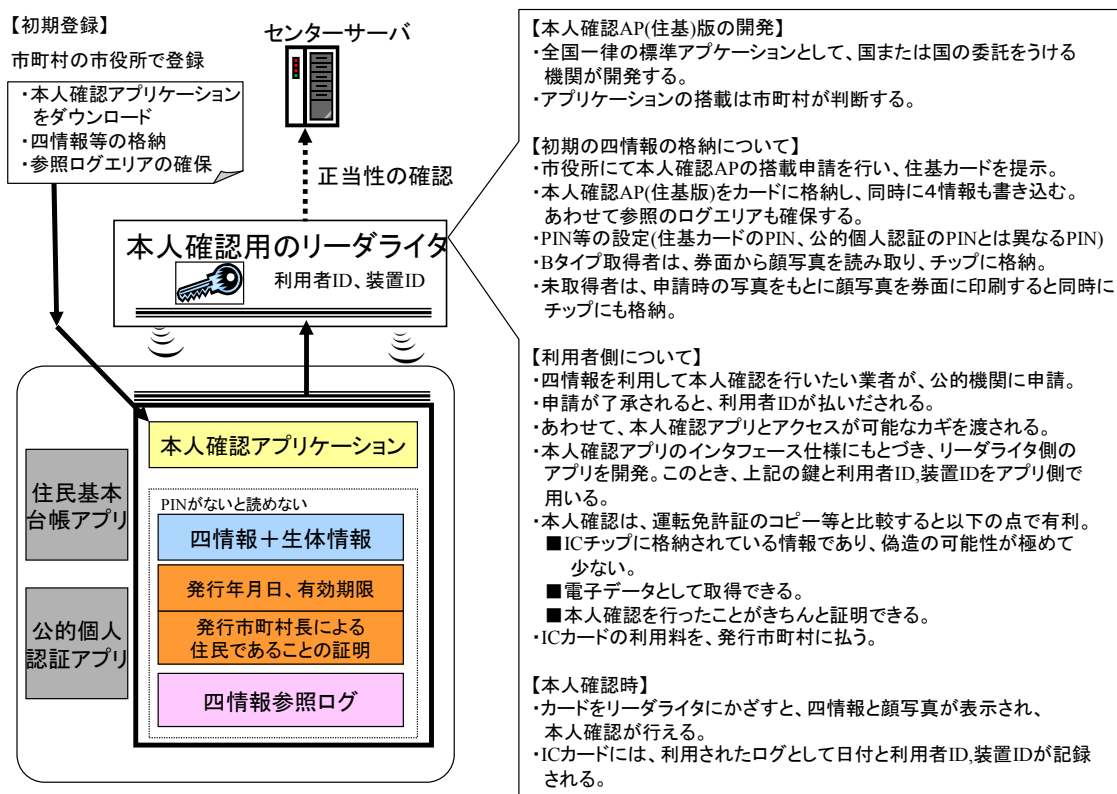 【初期登録】
市町村の市役所で登録
・本人確認アプリケーション
をダウンロード
・四情報等の格納
・参照ログエリアの確保
センターサーバ
正当性の確認
本人確認用のリーダライタ
利用者ID、装置ID
住民基本
台帳アプリ
公的個人
認証アプリ
本人確認アプリケーション
PINがないと読めない
四情報＋生体情報
発行年月日、有効期限
発行市町村長による
住民であることの証明
四情報参照ログ
【本人確認AP(住基)版の開発】
・全国一律の標準アプケーションとして、国または国の委託をうける
機関が開発する。
・アプリケーションの搭載は市町村が判断する。
【初期の四情報の格納について】
・市役所にて本人確認APの搭載申請を行い、住基カードを提示。
・本人確認AP(住基版)をカードに格納し、同時に４情報も書き込む。
あわせて参照のログエリアも確保する。
・PIN等の設定(住基カードのPIN、公的個人認証のPINとは異なるPIN)
・Bタイプ取得者は、券面から顔写真を読み取り、チップに格納。
・未取得者は、申請時の写真をもとに顔写真を券面に印刷すると同時に
チップにも格納。
【利用者側について】
・四情報を利用して本人確認を行いたい業者が、公的機関に申請。
・申請が了承されると、利用者IDが払いだされる。
・あわせて、本人確認アプリとアクセスが可能なカギを渡される。
・本人確認アプリのインタフェース仕様にもとづき、リーダライタ側の
アプリを開発。このとき、上記の鍵と利用者ID,装置IDをアプリ側で
用いる。
・本人確認は、運転免許証のコピー等と比較すると以下の点で有利。
■ICチップに格納されている情報であり、偽造の可能性が極めて
少ない。
■電子データとして取得できる。
■本人確認を行ったことがきちんと証明できる。
・ICカードの利用料を、発行市町村に払う。
【本人確認時】
・カードをリーダライタにかざすと、四情報と顔写真が表示され、
本人確認が行える。
・ICカードには、利用されたログとして日付と利用者ID,装置IDが記録
される。